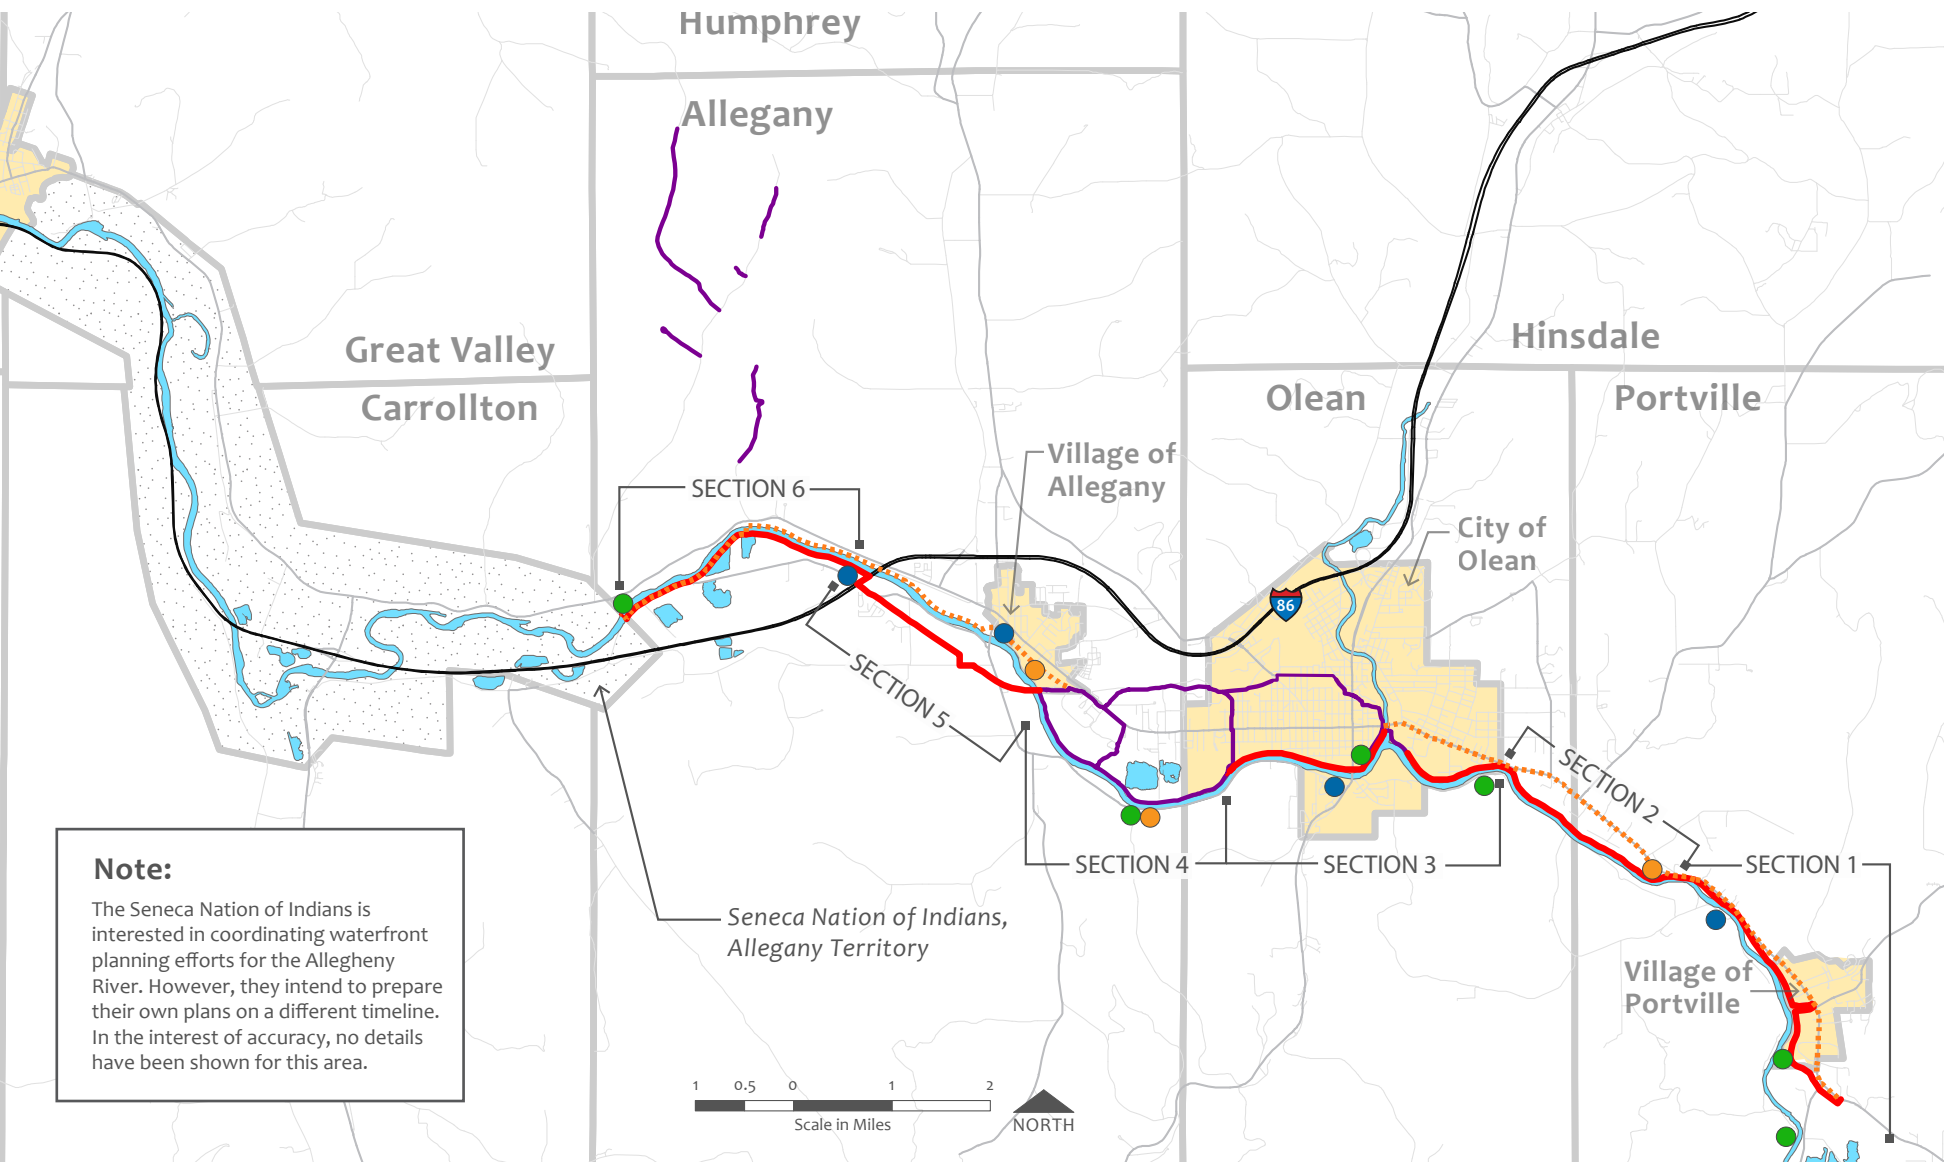 Humphrey
Allegany
Great Valley
Carrollton
Hinsdale
Olean
Portville
Village of
Allegany
SECTION 6
City of
Olean
86
SECTION 5
SECTION 2
SECTION 4
SECTION 3
SECTION 1
Seneca Nation of Indians,
Allegany Territory
Village of
Portville
Note:
The Seneca Nation of Indians is
interested in coordinating waterfront
planning efforts for the Allegheny
River. However, they intend to prepare
their own plans on a different timeline.
In the interest of accuracy, no details
have been shown for this area.
1 0.5 0 1 2
Scale in Miles
NORTH